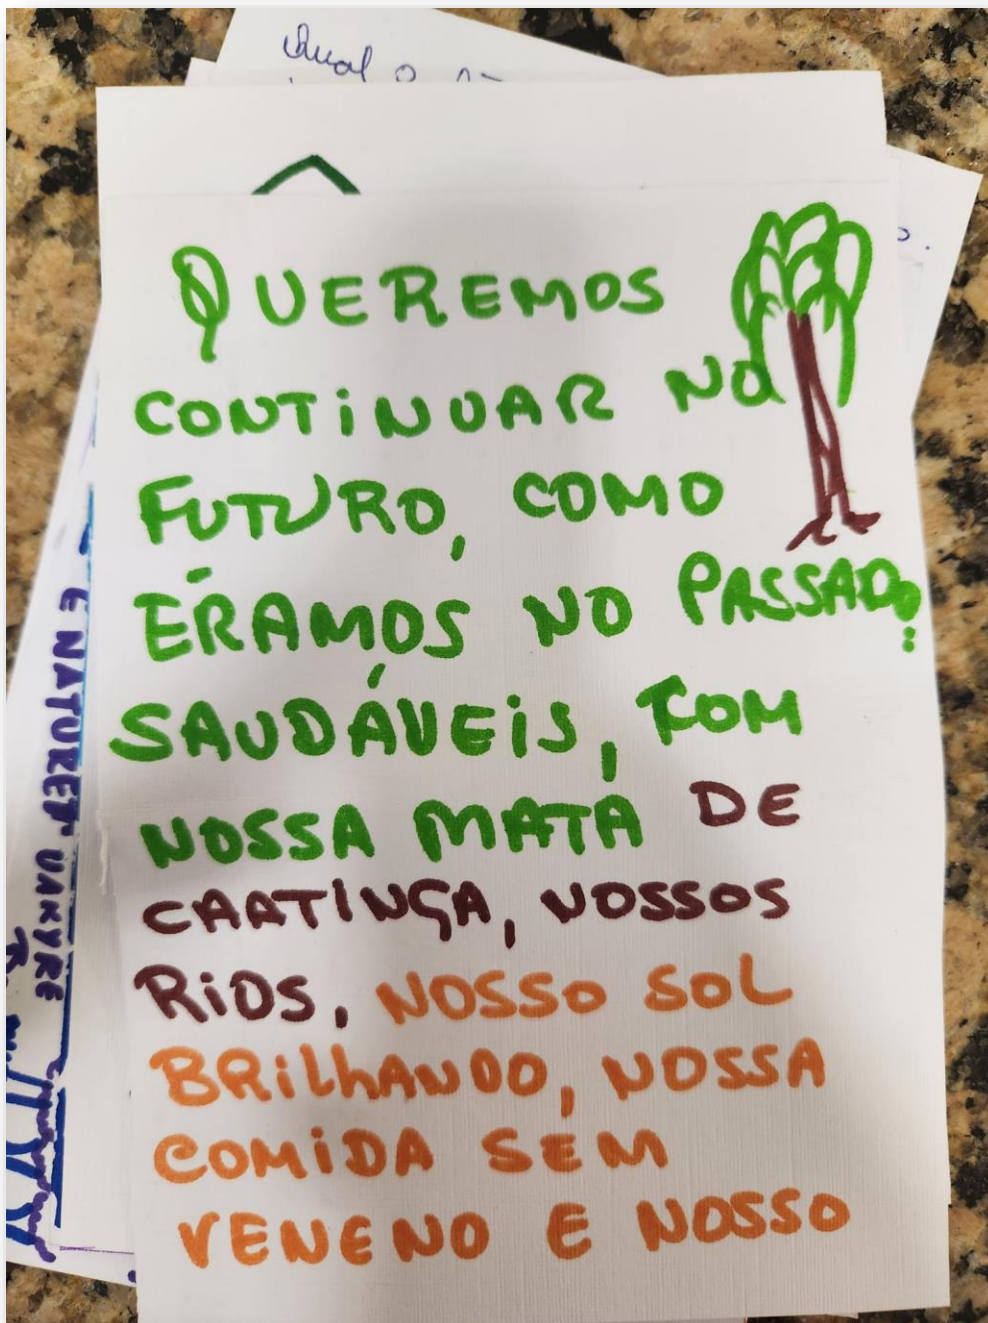 QUEREMOS
CONTINUAR NO
FUTURO, COMO
ÉRAMOS NO PASSADO:
SAUDÁVEIS, COM
NOSSA MATA DE
CAATINGA, NOSSOS
RIOS, NOSSO SOL
BRILHANDO, NOSSA
COMIDA SEM
VENENO E NOSSO
E NATUREZ